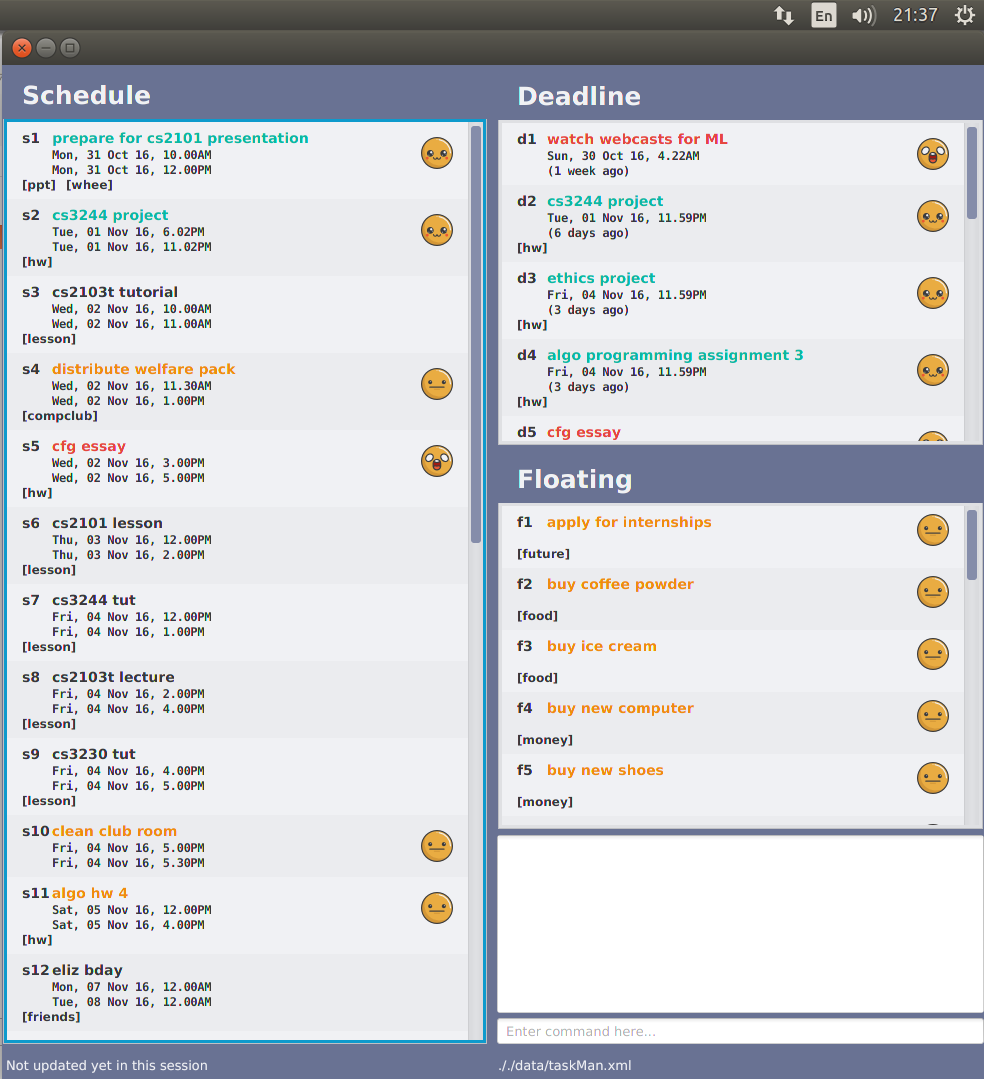 En
21:37
Schedule
s1 prepare for cs2101 presentation
Mon, 31 Oct 16, 10.00AM
Mon, 31 Oct 16, 12.00PM
[ppt] [whee]
s2 cs3244 project
Tue, 01 Nov 16, 6.02PM
Tue, 01 Nov 16, 11.02PM
[hw]
s3 cs2103t tutorial
Wed, 02 Nov 16, 10.00AM
Wed, 02 Nov 16, 11.00AM
[lesson]
s4 distribute welfare pack
Wed, 02 Nov 16, 11.30AM
Wed, 02 Nov 16, 1.00PM
[compclub]
s5 cfg essay
Wed, 02 Nov 16, 3.00PM
Wed, 02 Nov 16, 5.00PM
[hw]
s6 cs2101 lesson
Thu, 03 Nov 16, 12.00PM
Thu, 03 Nov 16, 2.00PM
[lesson]
s7 cs3244 tut
Fri, 04 Nov 16, 12.00PM
Fri, 04 Nov 16, 1.00PM
[lesson]
s8 cs2103t lecture
Fri, 04 Nov 16, 2.00PM
Fri, 04 Nov 16, 4.00PM
[lesson]
s9 cs3230 tut
Fri, 04 Nov 16, 4.00PM
Fri, 04 Nov 16, 5.00PM
[lesson]
s10 clean club room
Fri, 04 Nov 16, 5.00PM
Fri, 04 Nov 16, 5.30PM
s11 algo hw 4
Sat, 05 Nov 16, 12.00PM
Sat, 05 Nov 16, 4.00PM
[hw]
s12 eliz bday
Mon, 07 Nov 16, 12.00AM
Tue, 08 Nov 16, 12.00AM
[friends]
Deadline
d1 watch webcasts for ML
Sun, 30 Oct 16, 4.22AM
(1 week ago)
d2 cs3244 project
Tue, 01 Nov 16, 11.59PM
(6 days ago)
[hw]
d3 ethics project
Fri, 04 Nov 16, 11.59PM
(3 days ago)
[hw]
d4 algo programming assignment 3
Fri, 04 Nov 16, 11.59PM
(3 days ago)
[hw]
d5 cfg essay
Floating
f1 apply for internships
[future]
f2 buy coffee powder
[food]
f3 buy ice cream
[food]
f4 buy new computer
[money]
f5 buy new shoes
[money]
Enter command here...
Not updated yet in this session
././data/taskMan.xml